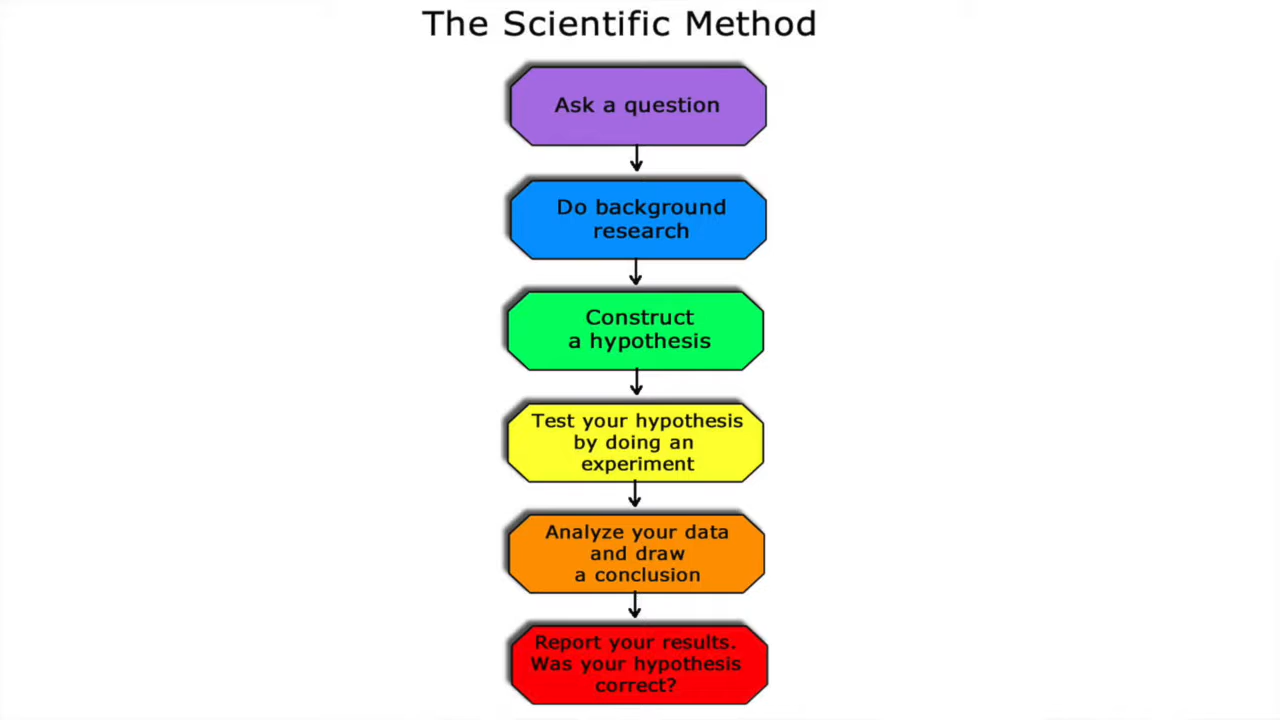 The Scientific Method
Ask a question
Do background
research
Construct
a hypothesis
Test your hypothesis
by doing an
experiment
Analyze your data
and draw
a conclusion
Report your results.
Was your hypothesis
correct?